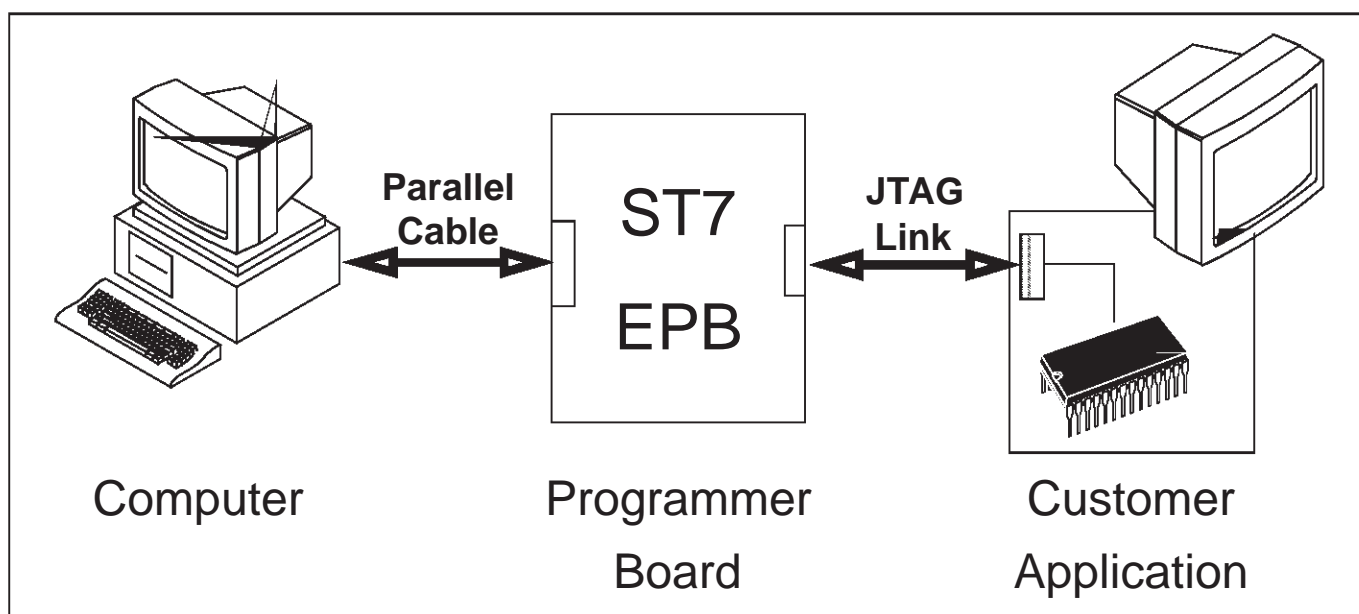 Parallel
Cable
ST7
EPB
JTAG
Link
Computer
Programmer
Board
Customer
Application